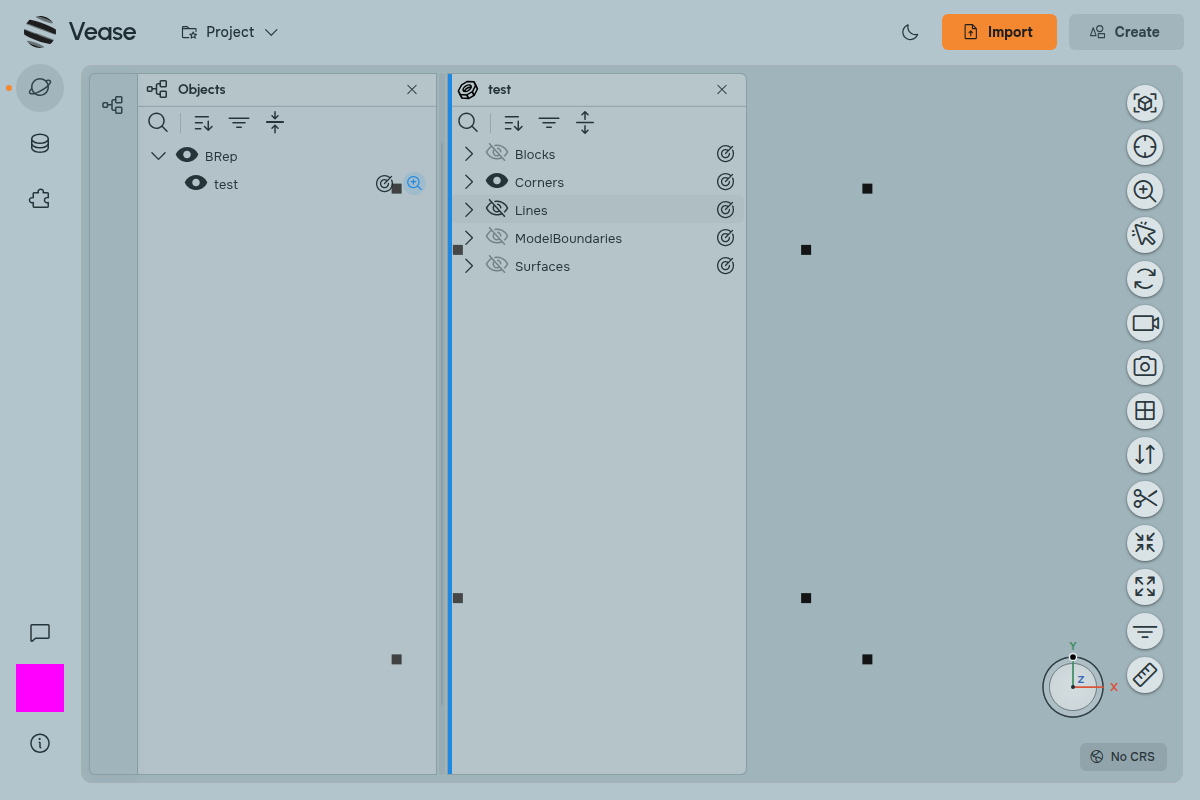 Vease
Project
Import
Create
Objects
BRep
test
test
Blocks
Corners
Lines
ModelBoundaries
Surfaces
Y
Z
X
No CRS